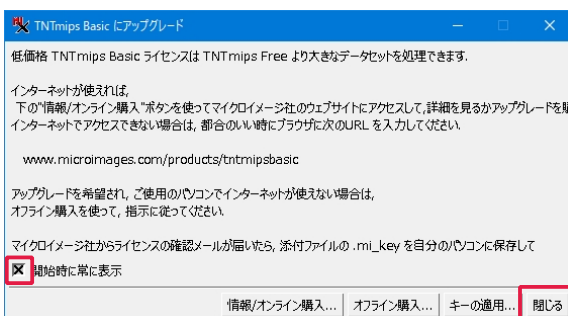 TNTmips Basic にアップグレード
低価格 TNTmips Basic ライセンスは TNTmips Free より大きなデータセットを処理できます.
インターネットが使えれば,
下の"情報/オンライン購入"ボタンを使ってマイクロイメージ社のウェブサイトにアクセスして,詳細を見るかアップグレードを購
インターネットでアクセスできない場合は, 都合のいい時にブラウザに次のURL を入力してください.
www.microimages.com/products/tntmipsbasic
アップグレードを希望され, ご使用のパソコンでインターネットが使えない場合は,
オフライン購入を使って, 指示に従ってください.
マイクロイメージ社からライセンスの確認メールが届いたら, 添付ファイルの .mi_key を自分のパソコンに保存して
開始時に常に表示
情報/オンライン購入... オフライン購入... キーの適用... 閉じる